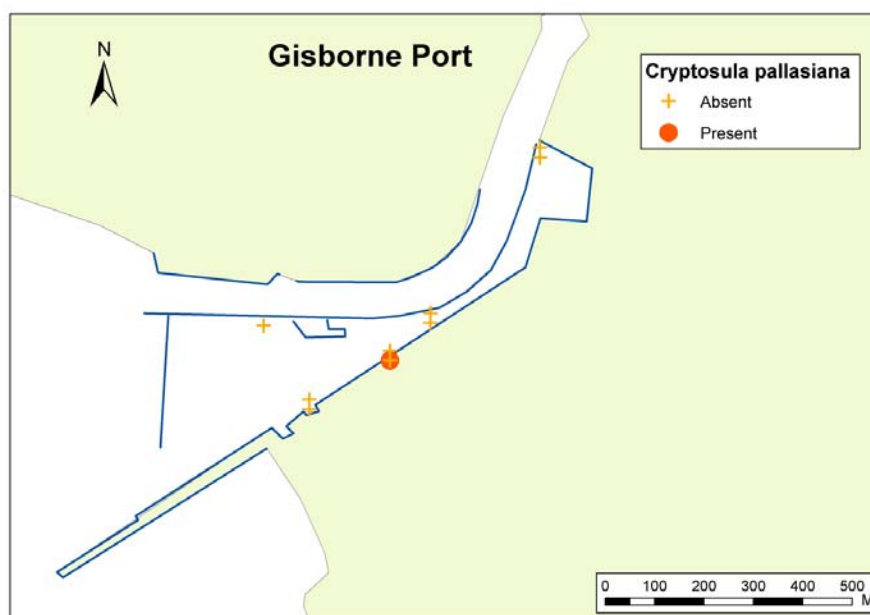 Gisborne Port
N
Cryptosula pallasiana
Absent
Present
0 100 200 300 400 500
M